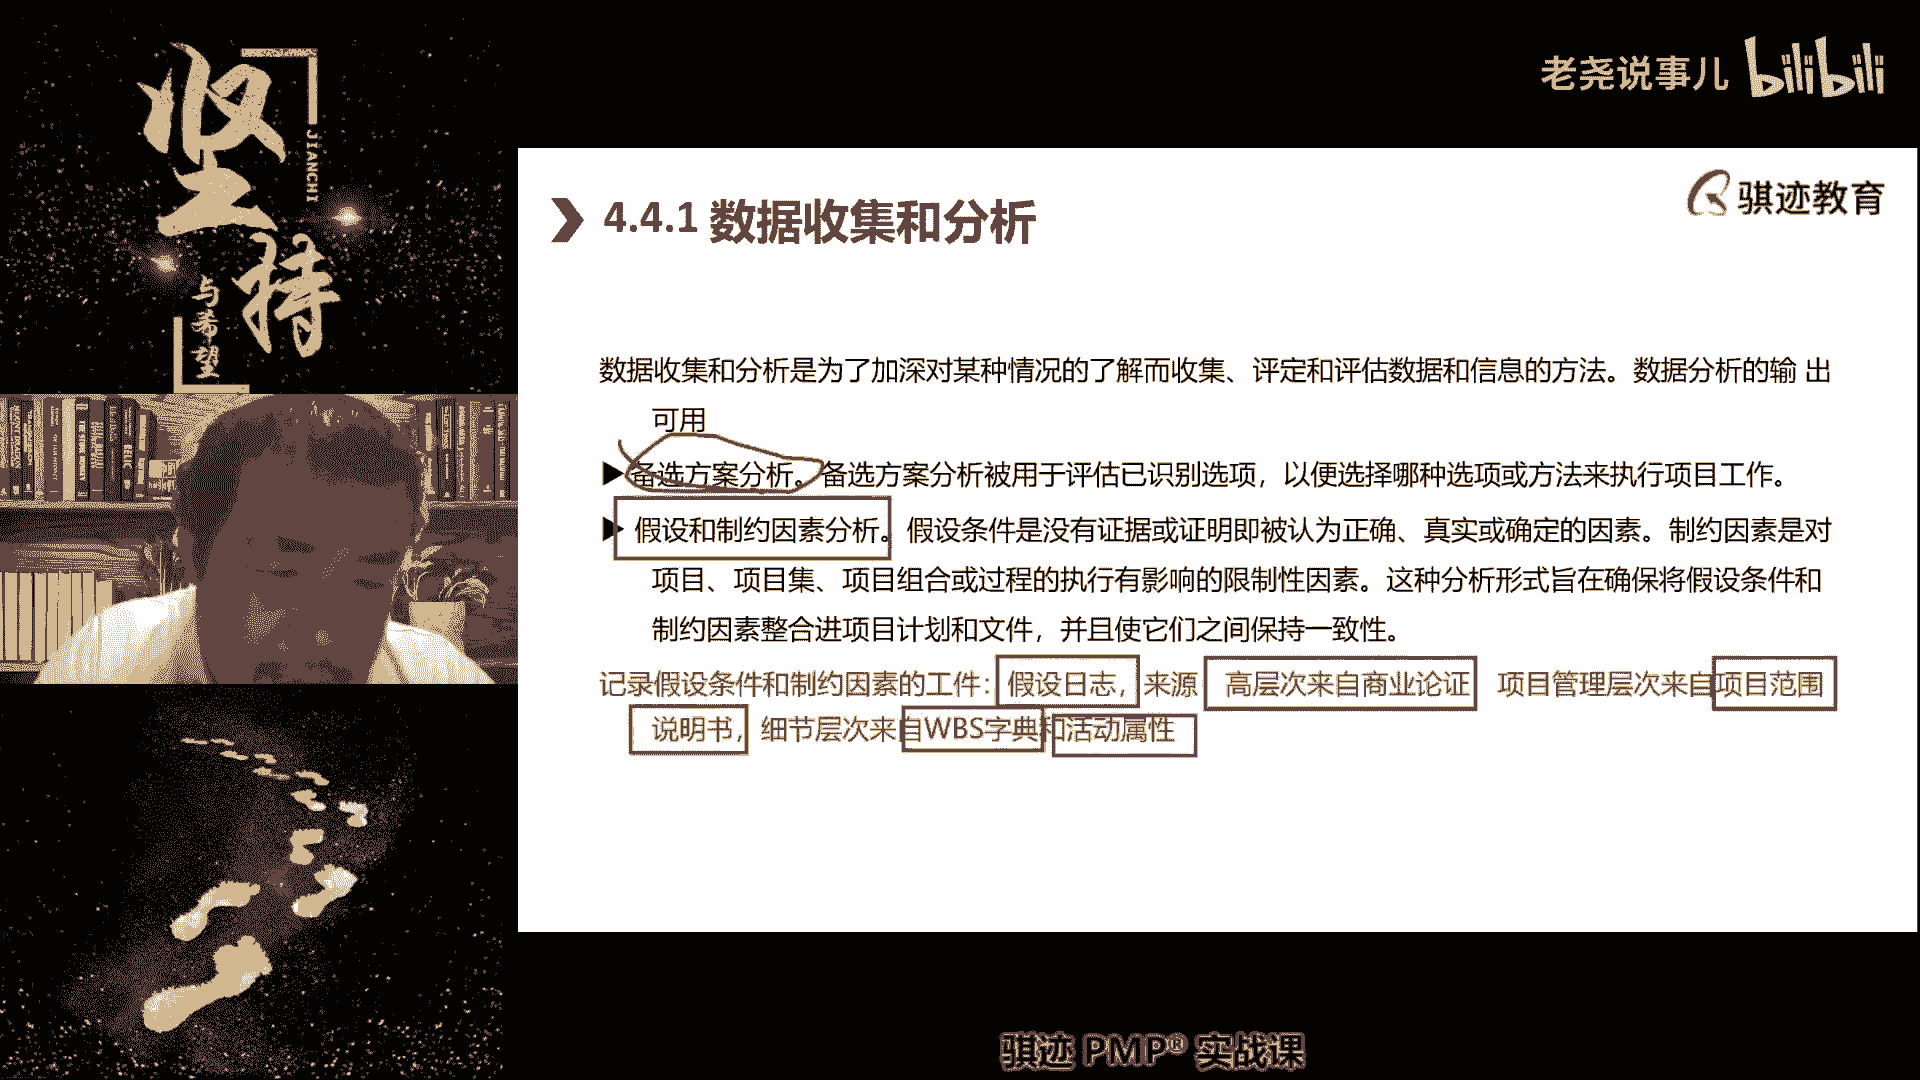 坚持
JIANCHI
与希望
老尧说事儿 bilibili
骐迹教育
4.4.1 数据收集和分析
数据收集和分析是为了加深对某种情况的了解而收集、评定和评估数据和信息的方法。数据分析的输 出
可用
备选方案分析。备选方案分析被用于评估已识别选项，以便选择哪种选项或方法来执行项目工作。
假设和制约因素分析。假设条件是没有证据或证明即被认为正确、真实或确定的因素。制约因素是对
项目、项目集、项目组合或过程的执行有影响的限制性因素。这种分析形式旨在确保将假设条件和
制约因素整合进项目计划和文件，并且使它们之间保持一致性。
记录假设条件和制约因素的工件：假设日志，来源 高层次来自商业论证 项目管理层次来自项目范围
说明书，细节层次来自WBS字典和活动属性
骐迹 PMP® 实战课